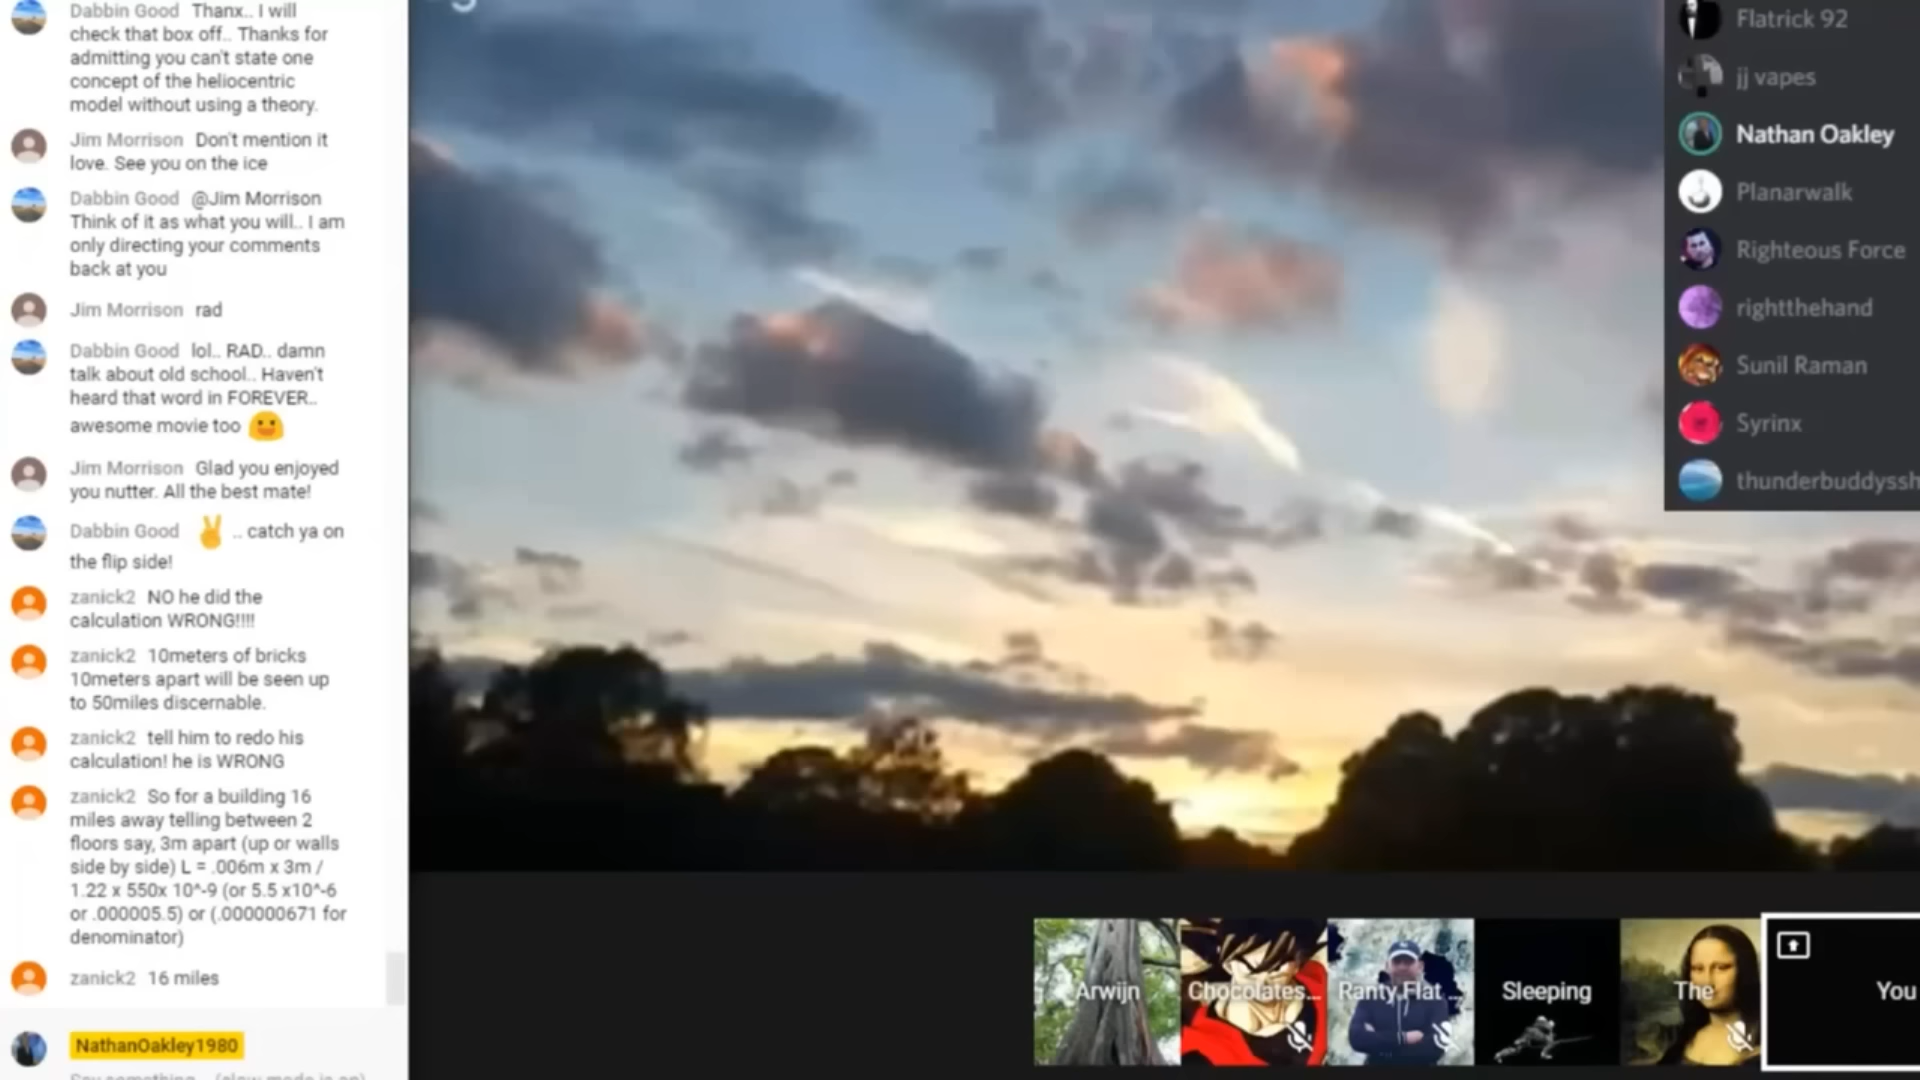 Dabbin Good Thanx.. I will
check that box off.. Thanks for
admitting you can't state one
concept of the heliocentric
model without using a theory.
Jim Morrison Don't mention it
love. See you on the ice
Dabbin Good @Jim Morrison
Think of it as what you will.. I am
only directing your comments
back at you
Jim Morrison rad
Dabbin Good lol.. RAD.. damn
talk about old school.. Haven't
heard that word in FOREVER..
awesome movie too
Jim Morrison Glad you enjoyed
you nutter. All the best mate!
Dabbin Good .. catch ya on
the flip side!
zanick2 NO he did the
calculation WRONG!!!!
zanick2 10meters of bricks
10meters apart will be seen up
to 50miles discernable.
zanick2 tell him to redo his
calculation! he is WRONG
zanick2 So for a building 16
miles away telling between 2
floors say, 3m apart (up or walls
side by side) L = .006m x 3m /
1.22 x 550x 10^-9 (or 5.5 x10^-6
or .000005.5) or (.000000671 for
denominator)
zanick2 16 miles
NathanOakley1980
Say something... (slow mode is on)
Flatrick 92
jj vapes
Nathan Oakley
Planarwalk
Righteous Force
rightthehand
Sunil Raman
Syrinx
thunderbuddyssh
Arwijn
Chocolates...
Ranty Flat ...
Sleeping
The
You